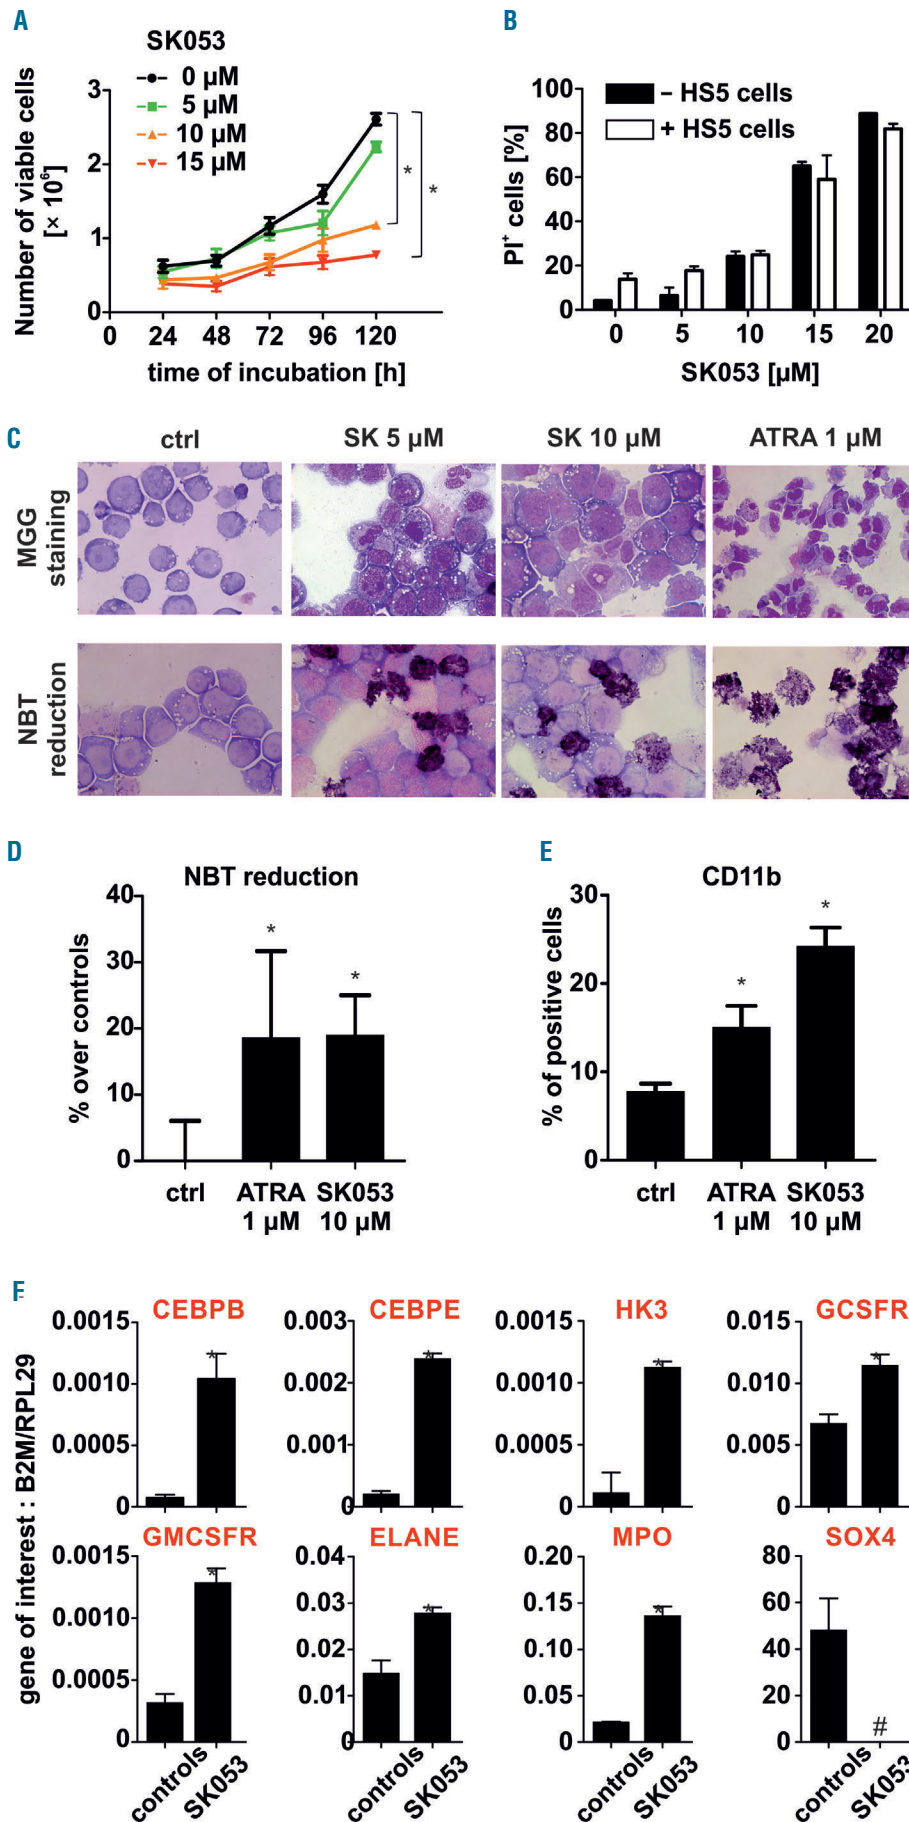 A
SK053
0 µM
5 µM
10 µM
15 µM
Number of viable cells
[× 10⁶]
3
2
1
0
0 24 48 72 96 120
time of incubation [h]
*
*
B
– HS5 cells
+ HS5 cells
PI⁺ cells [%]
100
80
60
40
20
0
0 5 10 15 20
SK053 [µM]
C
ctrl SK 5 µM SK 10 µM ATRA 1 µM
MGG
staining
NBT
reduction
D
NBT reduction
% over controls
40
30
20
10
0
* *
ctrl ATRA SK053
1 µM 10 µM
E
CD11b
% of positive cells
30
20
10
0
* *
ctrl ATRA SK053
1 µM 10 µM
F
gene of interest : B2M/RPL29
CEBPB
0.0015
0.0010
0.0005
0
*
CEBPE
0.003
0.002
0.001
0
*
HK3
0.0015
0.0010
0.0005
0
*
GCSFR
0.015
0.010
0.005
0
*
GMCSFR
0.0015
0.0010
0.0005
0
*
controls SK053
ELANE
0.04
0.03
0.02
0.01
0
*
controls SK053
MPO
0.20
0.15
0.10
0.05
0.00
*
controls SK053
SOX4
80
60
40
20
0
#
controls SK053